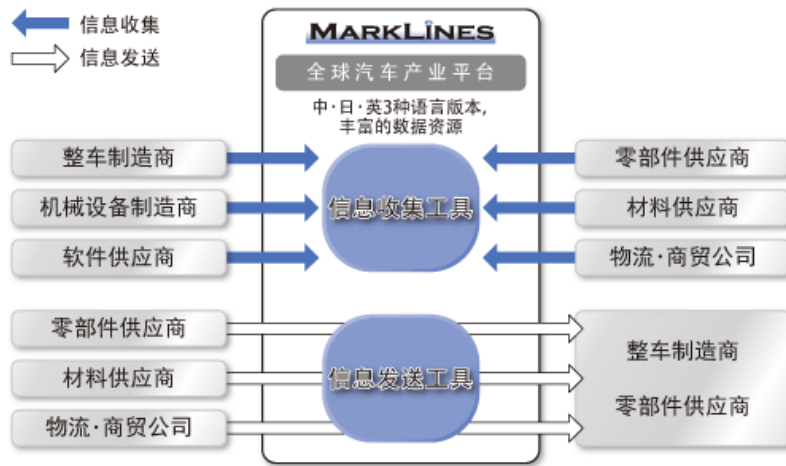 信息收集
信息发送
MARKLINES
全球汽车产业平台
中·日·英3种语言版本,
丰富的数据资源
整车制造商
机械设备制造商
软件供应商
信息收集工具
零部件供应商
材料供应商
物流·商贸公司
零部件供应商
材料供应商
物流·商贸公司
信息发送工具
整车制造商
零部件供应商